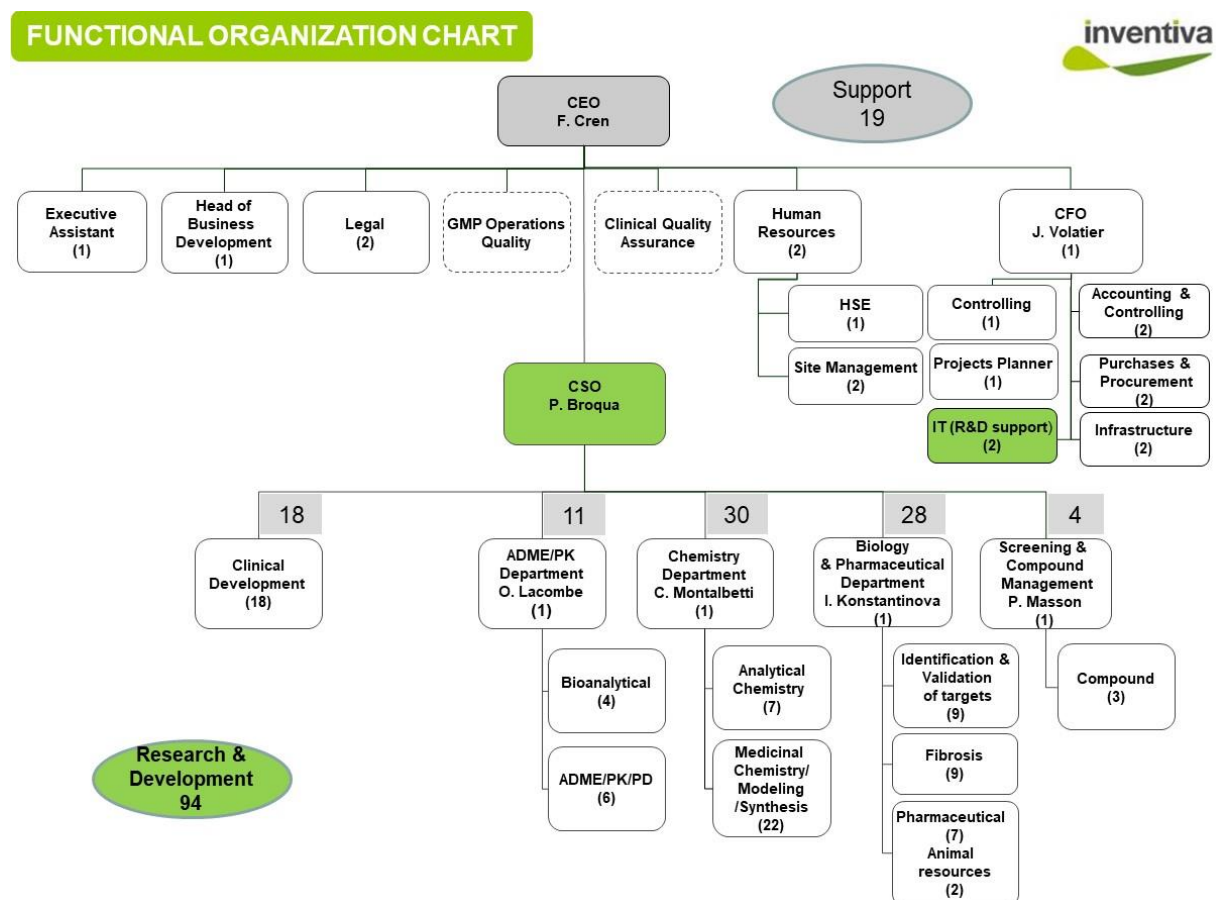 FUNCTIONAL ORGANIZATION CHART
inventiva
CEO
F. Cren
Support
19
Executive
Assistant
(1)
Head of
Business
Development
(1)
Legal
(2)
GMP Operations
Quality
Clinical Quality
Assurance
Human
Resources
(2)
CFO
J. Volatier
(1)
HSE
(1)
Site Management
(2)
Controlling
(1)
Projects Planner
(1)
IT (R&D support)
(2)
Accounting &
Controlling
(2)
Purchases &
Procurement
(2)
Infrastructure
(2)
CSO
P. Broqua
18
11
30
28
4
Clinical
Development
(18)
ADME/PK
Department
O. Lacombe
(1)
Chemistry
Department
C. Montalbetti
(1)
Biology
& Pharmaceutical
Department
I. Konstantinova
(1)
Screening &
Compound
Management
P. Masson
(1)
Bioanalytical
(4)
ADME/PK/PD
(6)
Analytical
Chemistry
(7)
Medicinal
Chemistry/
Modeling
/Synthesis
(22)
Identification &
Validation
of targets
(9)
Fibrosis
(9)
Pharmaceutical
(7)
Animal
resources
(2)
Compound
(3)
Research &
Development
94